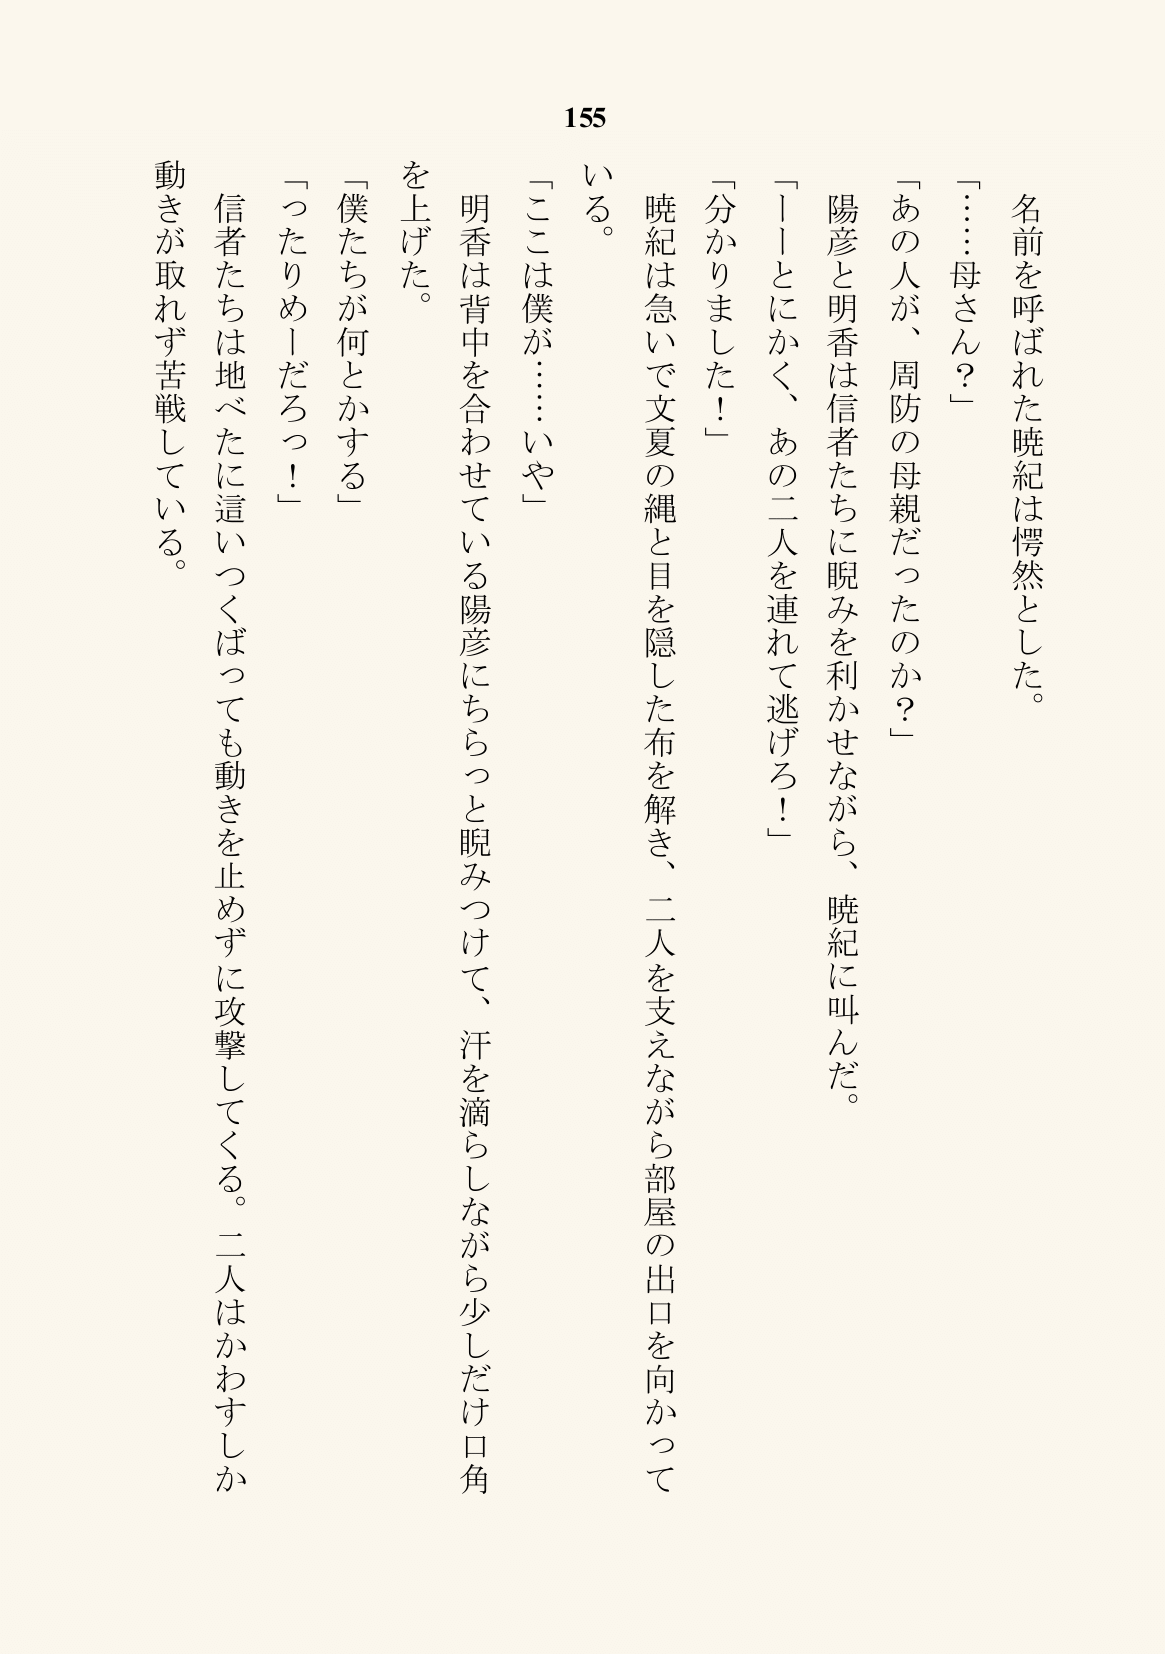 155
　名前を呼ばれた暁紀は愕然とした。
「……母さん？」
「あの人が、周防の母親だったのか？」
　陽彦と明香は信者たちに睨みを利かせながら、暁紀に叫んだ。
「ーーとにかく、あの二人を連れて逃げろ！」
「分かりました！」
　暁紀は急いで文夏の縄と目を隠した布を解き、二人を支えながら部屋の出口を向かって
いる。
「ここは僕が……いや」
　明香は背中を合わせている陽彦にちらっと睨みつけて、汗を滴らしながら少しだけ口角
を上げた。
「僕たちが何とかする」
「ったりめーだろっ！」
　信者たちは地べたに這いつくばっても動きを止めずに攻撃してくる。二人はかわすしか
動きが取れず苦戦している。